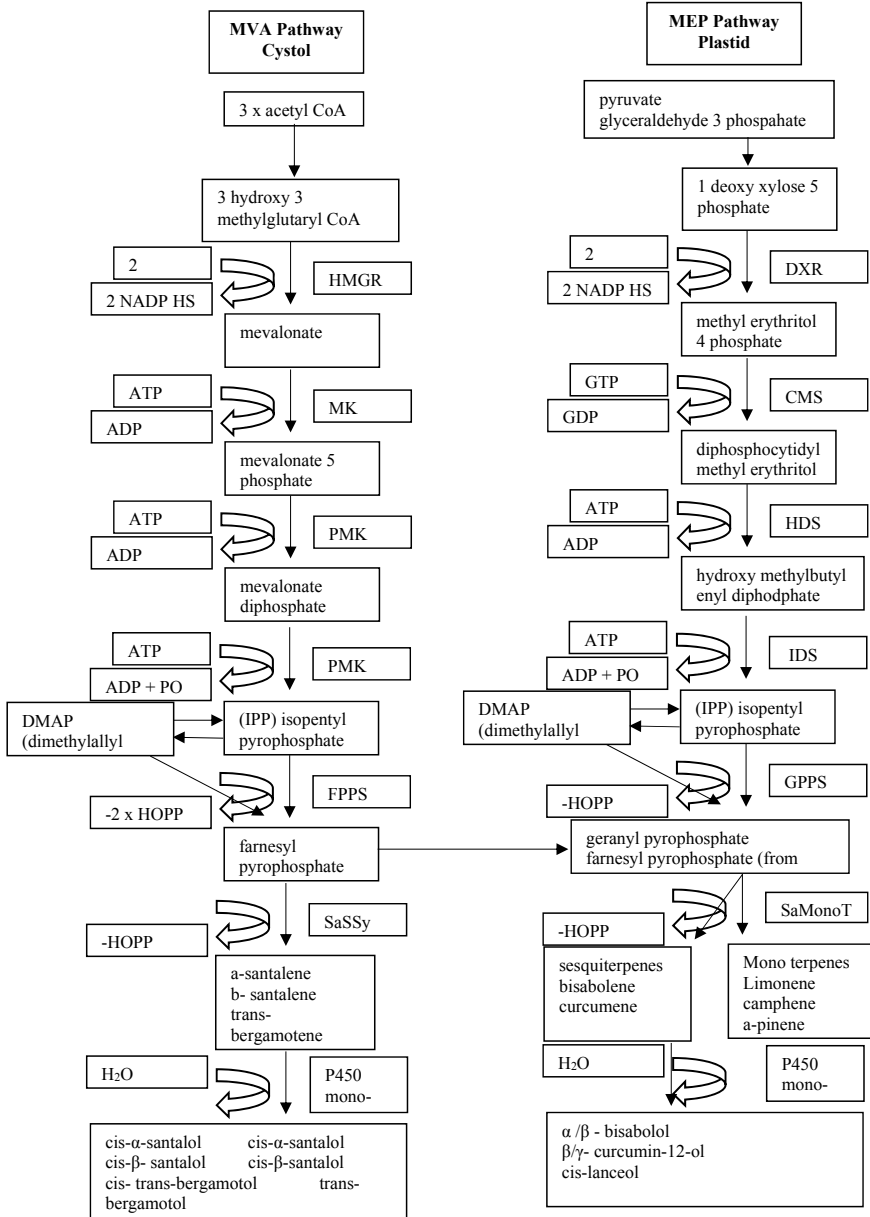 MVA Pathway
Cystol
3 x acetyl CoA
3 hydroxy 3
methylglutaryl CoA
2
2 NADP HS
HMGR
mevalonate
ATP
ADP
MK
mevalonate 5
phosphate
ATP
ADP
PMK
mevalonate
diphosphate
ATP
ADP + PO
PMK
DMAP
(dimethylallyl
(IPP) isopentyl
pyrophosphate
-2 x HOPP
FPPS
farnesyl
pyrophosphate
-HOPP
SaSSy
a-santalene
b- santalene
trans-
bergamotene
H₂O
P450
mono-
cis-α-santalol cis-α-santalol
cis-β- santalol cis-β-santalol
cis- trans-bergamotol trans-
bergamotol
MEP Pathway
Plastid
pyruvate
glyceraldehyde 3 phospahate
1 deoxy xylose 5
phosphate
2
2 NADP HS
DXR
methyl erythritol
4 phosphate
GTP
GDP
CMS
diphosphocytidyl
methyl erythritol
ATP
ADP
HDS
hydroxy methylbutyl
enyl diphodphate
ATP
ADP + PO
IDS
DMAP
(dimethylallyl
(IPP) isopentyl
pyrophosphate
-HOPP
GPPS
geranyl pyrophosphate
farnesyl pyrophosphate (from
-HOPP
SaMonoT
sesquiterpenes
bisabolene
curcumene
Mono terpenes
Limonene
camphene
a-pinene
H₂O
P450
mono-
α /β - bisabolol
β/γ- curcumin-12-ol
cis-lanceol